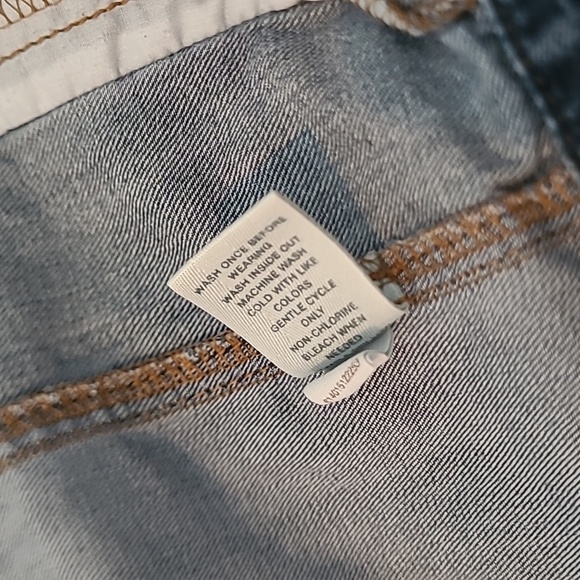 WASH ONCE BEFORE
WEARING
WASH INSIDE OUT
MACHINE WASH
COLD WITH LIKE
COLORS
GENTLE CYCLE
ONLY
NON-CHLORINE
BLEACH WHEN
NEEDED